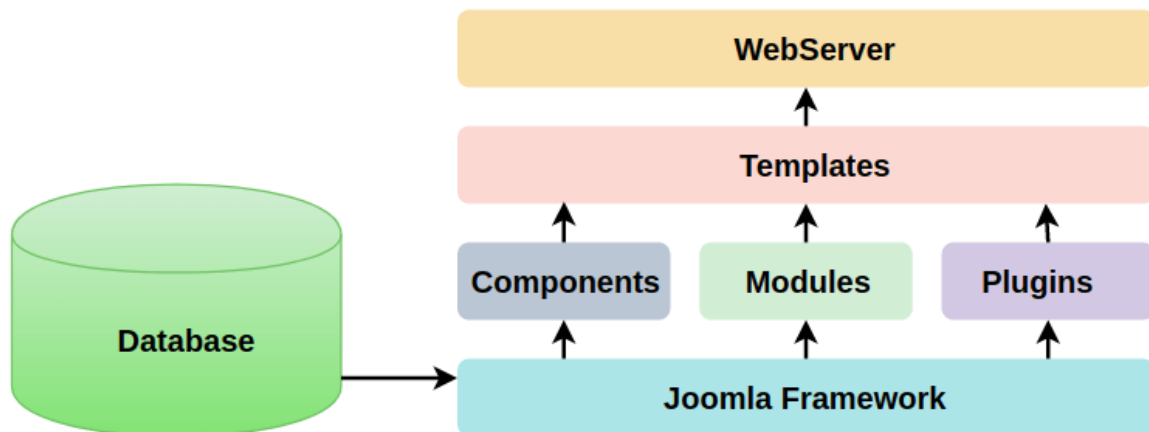 WebServer
Templates
Components
Modules
Plugins
Database
Joomla Framework